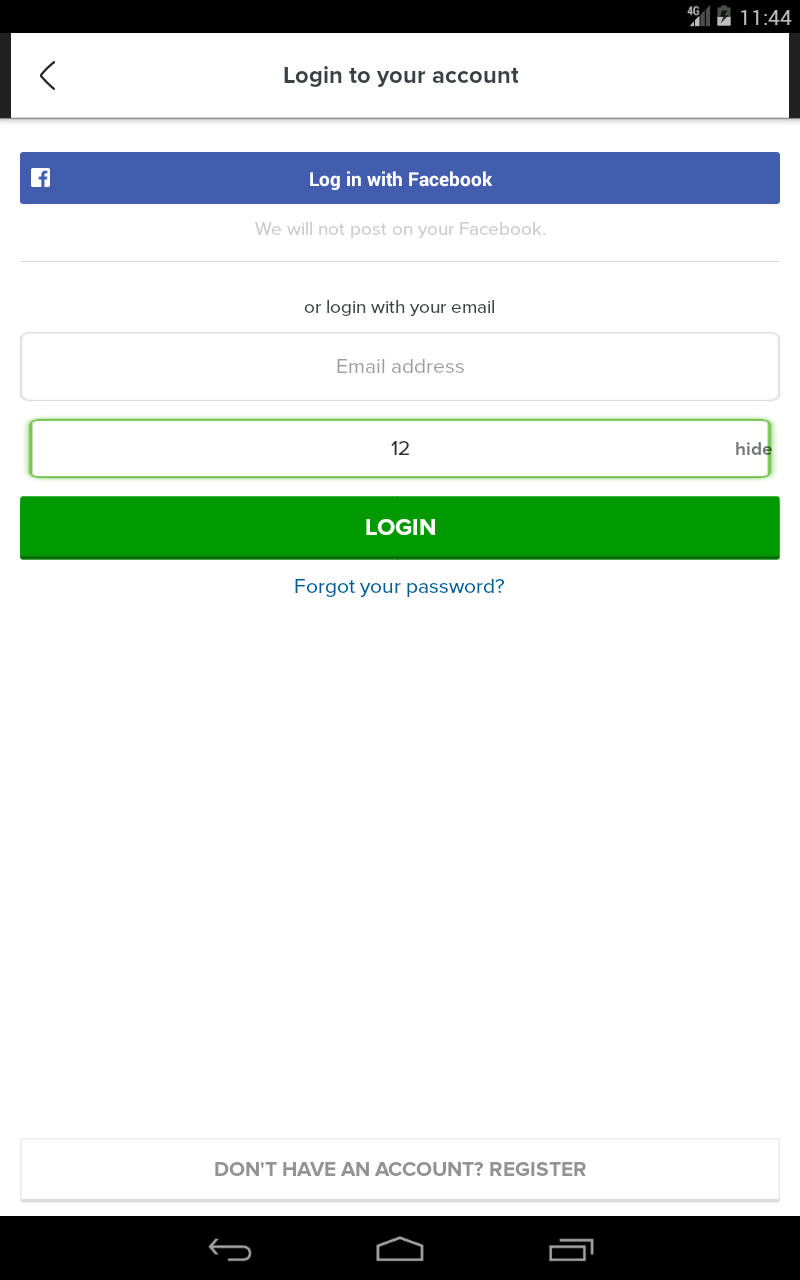 4G 11:44
Login to your account
Log in with Facebook
We will not post on your Facebook.
or login with your email
Email address
12 hide
LOGIN
Forgot your password?
DON'T HAVE AN ACCOUNT? REGISTER